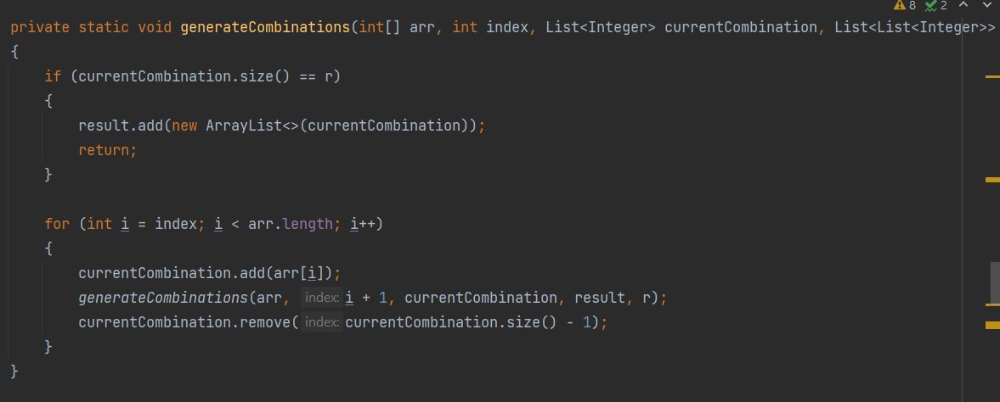 8 2
private static void generateCombinations(int[] arr, int index, List<Integer> currentCombination, List<List<Integer>>
{
if (currentCombination.size() == r)
{
result.add(new ArrayList<>(currentCombination));
return;
}
for (int i = index; i < arr.length; i++)
{
currentCombination.add(arr[i]);
generateCombinations(arr, index: i + 1, currentCombination, result, r);
currentCombination.remove( index: currentCombination.size() - 1);
}
}